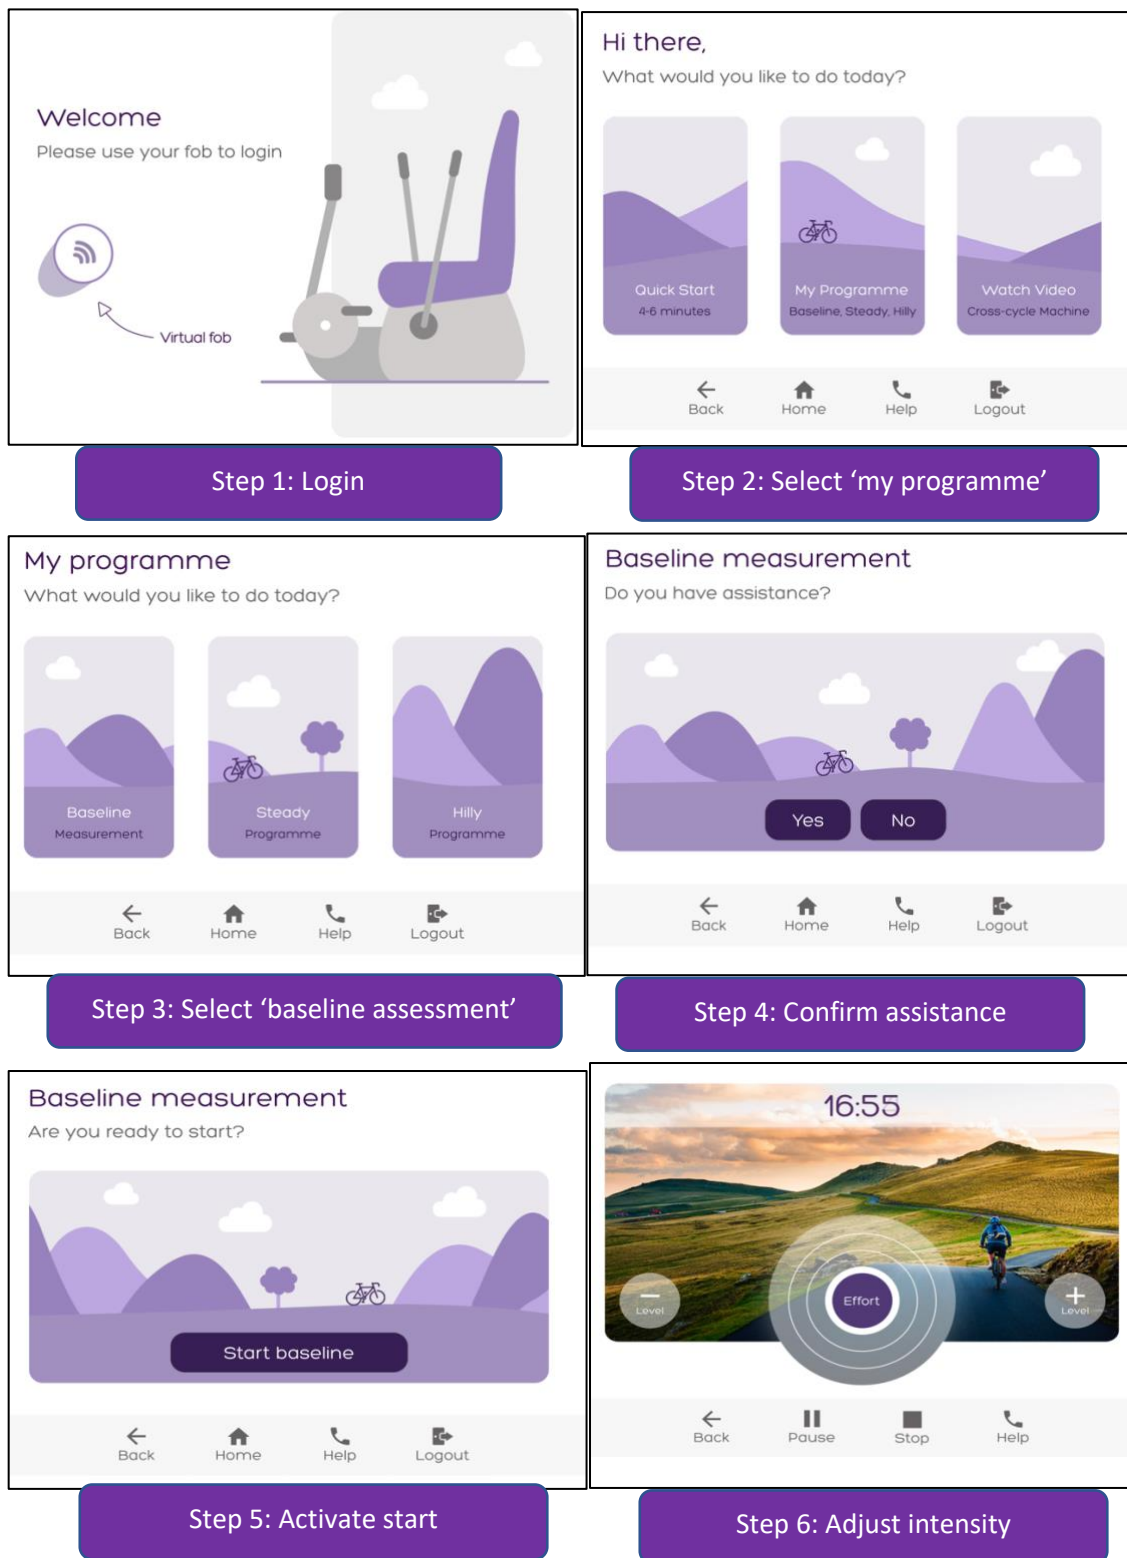 Welcome
Please use your fob to login
Virtual fob
Step 1: Login
Hi there,
What would you like to do today?
Quick Start
4-6 minutes
My Programme
Baseline, Steady, Hilly
Watch Video
Cross-cycle Machine
Back
Home
Help
Logout
Step 2: Select ‘my programme’
My programme
What would you like to do today?
Baseline
Measurement
Steady
Programme
Hilly
Programme
Back
Home
Help
Logout
Step 3: Select ‘baseline assessment’
Baseline measurement
Do you have assistance?
Yes
No
Back
Home
Help
Logout
Step 4: Confirm assistance
Baseline measurement
Are you ready to start?
Start baseline
Back
Home
Help
Logout
Step 5: Activate start
16:55
Level
Effort
Level
Back
Pause
Stop
Help
Step 6: Adjust intensity